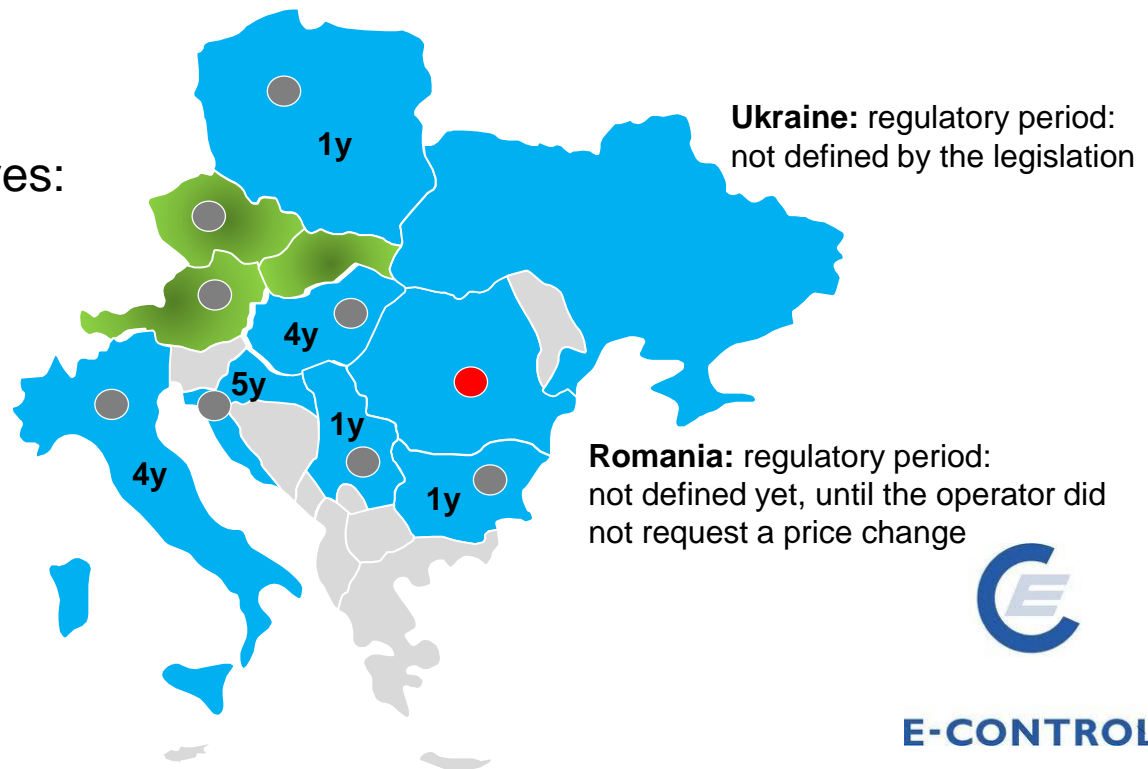 1y
Ukraine: regulatory period:
not defined by the legislation
4y
5y
1y
4y
1y
Romania: regulatory period:
not defined yet, until the operator did
not request a price change
CE
E-CONTROL